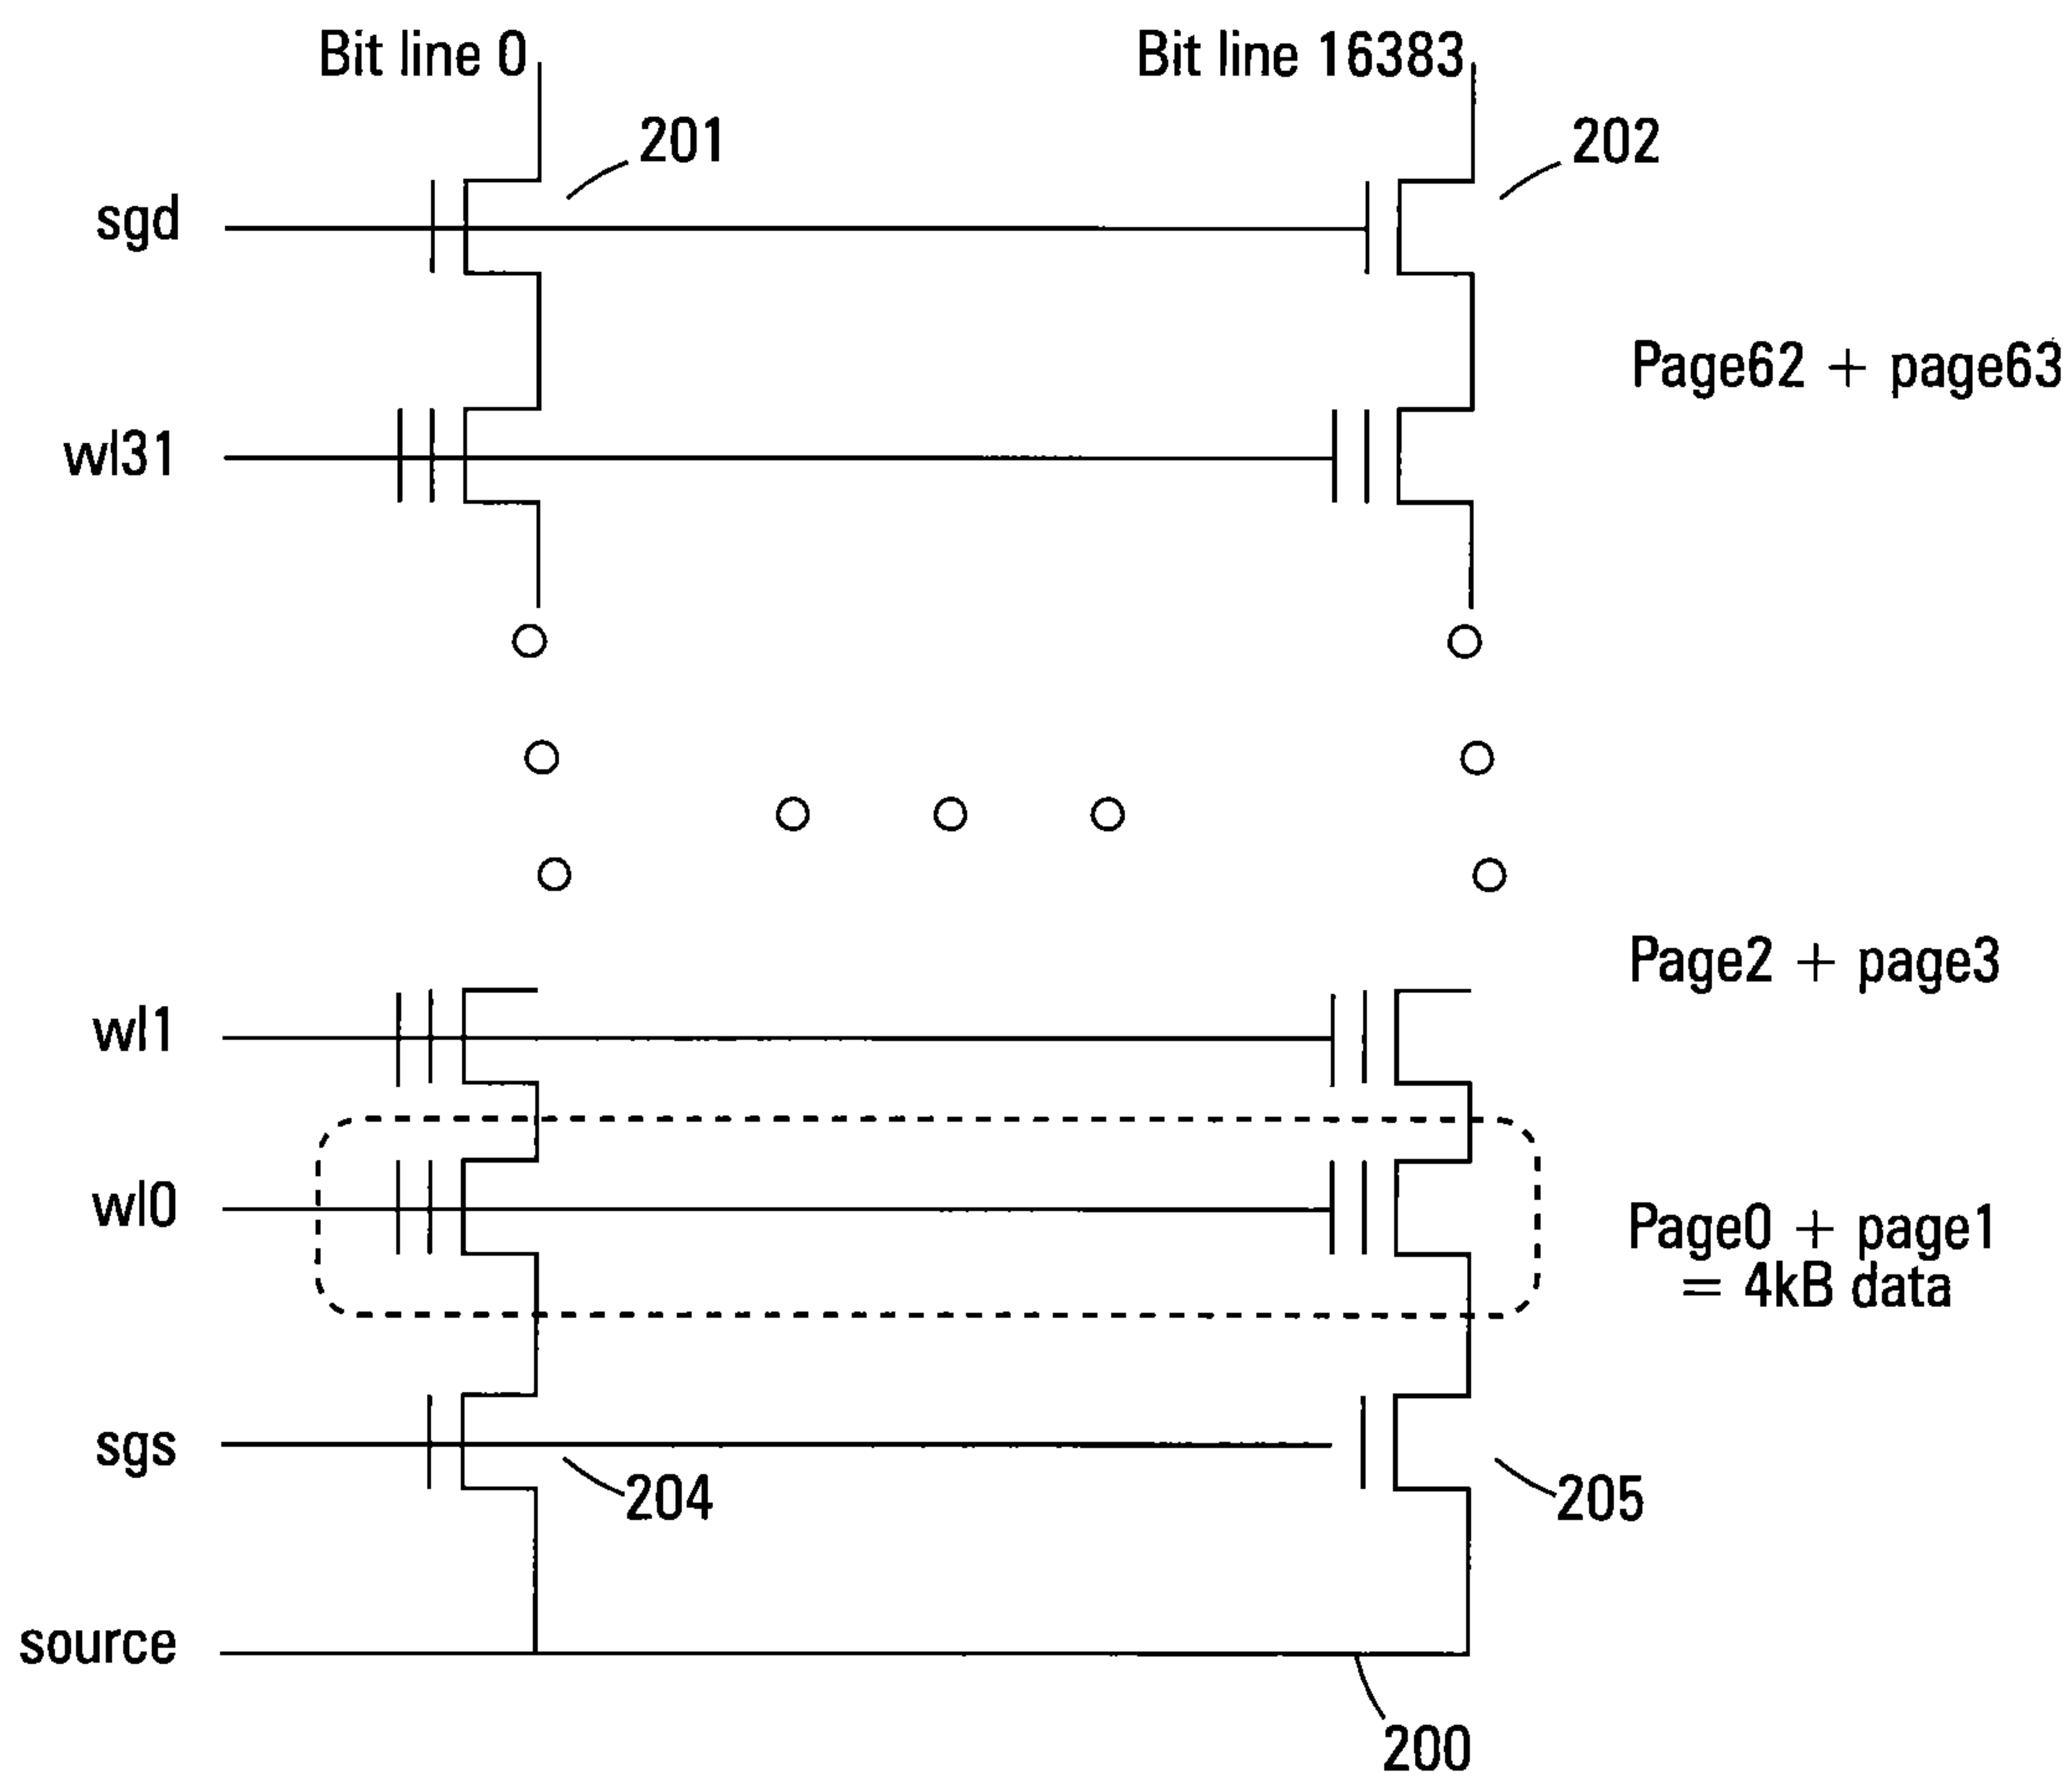 Bit line 0
Bit line 16383
201
202
sgd
Page62 + page63
wl31
Page2 + page3
wl1
wl0
Page0 + page1
= 4kB data
sgs
204
205
source
200